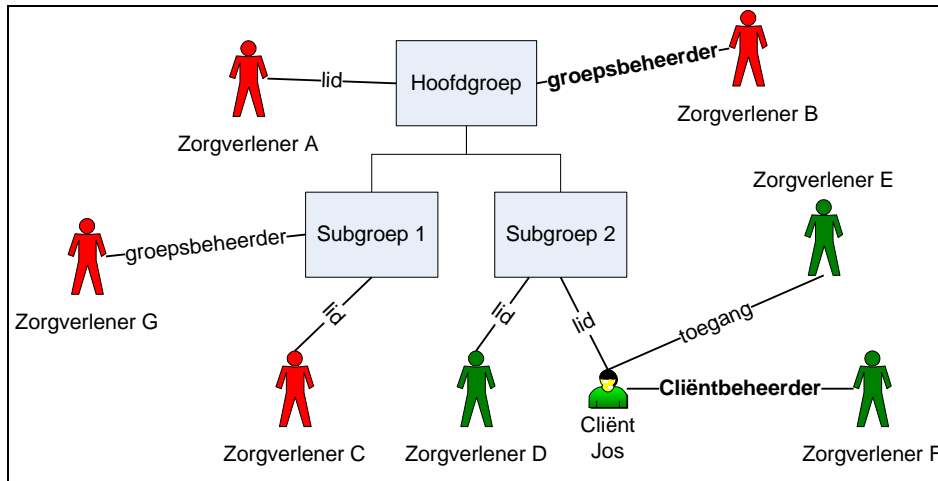 lid
Hoofdgroep
groepsbeheerder
Zorgverlener A
Zorgverlener B
Zorgverlener E
groepsbeheerder
Subgroep 1
Subgroep 2
Zorgverlener G
lid
lid
lid
toegang
Cliëntbeheerder
Cliënt
Jos
Zorgverlener C
Zorgverlener D
Zorgverlener F